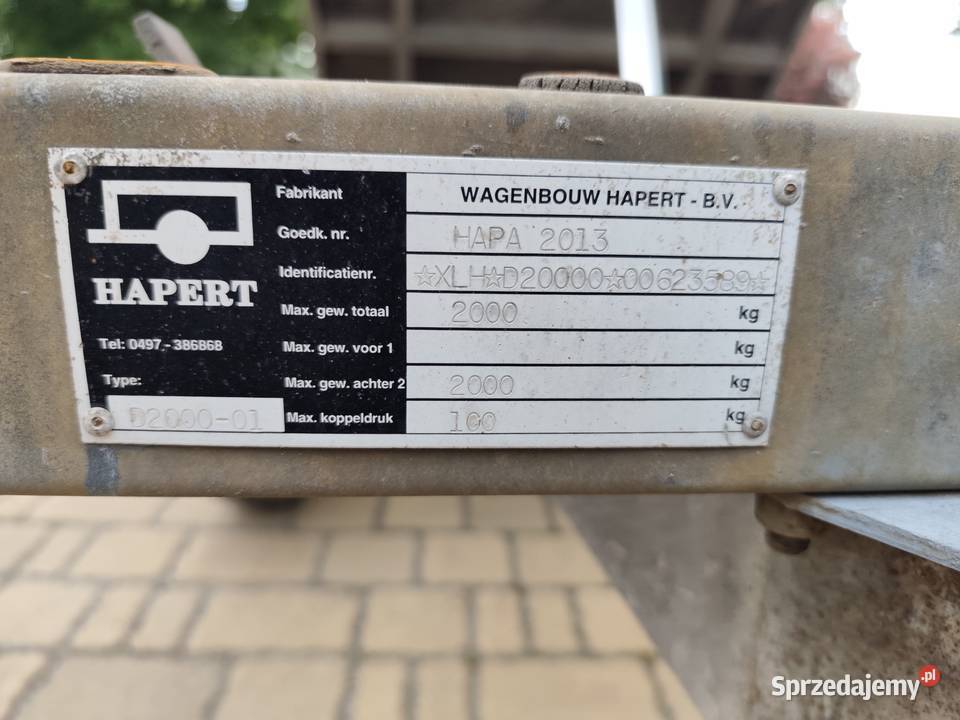 Fabrikant WAGENBOUW HAPERT - B.V.
Goedk. nr. HAPA 2013
Identificatienr. ☆XLH☆D20000☆00623589☆
Max. gew. totaal 2000 kg
Max. gew. voor 1 kg
Max. gew. achter 2 2000 kg
Max. koppeldruk 100 kg
HAPERT
Tel: 0497 - 386868
Type:
D2000-01
Sprzedajemy.pl